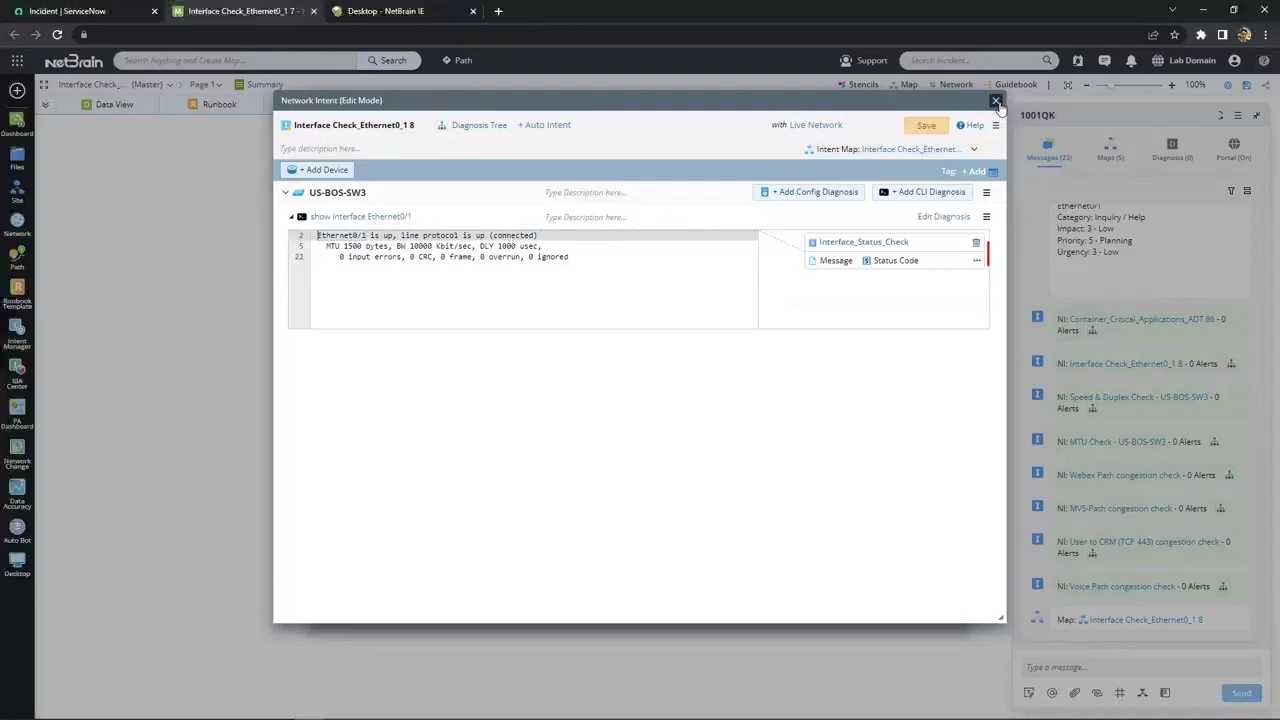 Incident | ServiceNow
Interface Check_Ethernet0_1 7 -
Desktop - NetBrain IE
netBrain
Search Anything and Create Map...
Search
Path
Support
Search Incident...
Lab Domain
Interface Check_... (Master)
Page 1
Summary
Stencils
Map
Network
Guidebook
100%
Data View
Runbook
Dashboard
Files
Site
Network
Path
Runbook
Template
Intent
Manager
Center
PA
Dashboard
Network
Change
Data
Accuracy
Auto Bot
Desktop
Network Intent (Edit Mode)
Interface Check_Ethernet0_1 8
Diagnosis Tree
+ Auto Intent
with Live Network
Save
Help
Type description here...
Intent Map: Interface Check_Ethernet...
+ Add Device
Tag: + Add
US-BOS-SW3
Type Description here...
+ Add Config Diagnosis
+ Add CLI Diagnosis
show interface Ethernet0/1
Type Description here...
Edit Diagnosis
2 Ethernet0/1 is up, line protocol is up (connected)
5 MTU 1500 bytes, BW 10000 Kbit/sec, DLY 1000 usec,
22 0 input errors, 0 CRC, 0 frame, 0 overrun, 0 ignored
Interface_Status_Check
Message
Status Code
1001QK
Messages (23)
Maps (5)
Diagnosis (0)
Portal (On)
Ethernet0/1
Category: Inquiry / Help
Impact: 3 - Low
Priority: 5 - Planning
Urgency: 3 - Low
NI: Container_Critical_Applications_ADT 86 - 0
Alerts
NI: Interface Check_Ethernet0_1 8 - 0 Alerts
NI: Speed & Duplex Check - US-BOS-SW3 - 0
Alerts
NI: MTU Check - US-BOS-SW3 - 0 Alerts
NI: Webex Path congestion check - 0 Alerts
NI: MVS-Path congestion check - 0 Alerts
NI: User to CRM (TCP 443) congestion check - 0
Alerts
NI: Voice Path congestion check - 0 Alerts
Map: Interface Check_Ethernet0_1 8
Type a message...
Send